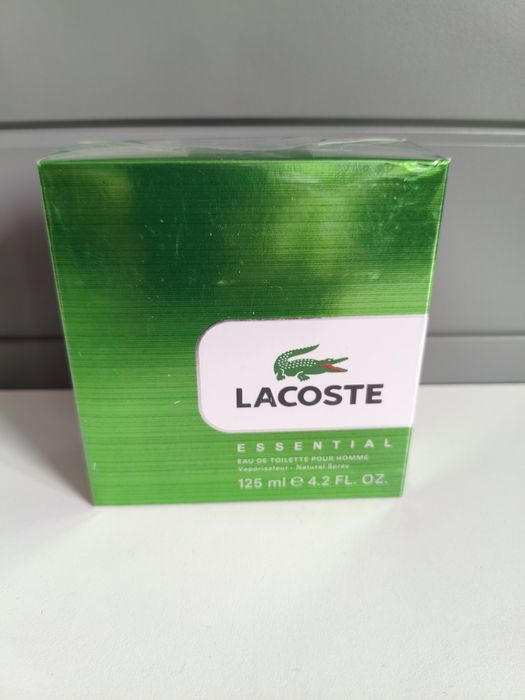 LACOSTE
ESSENTIAL
EAU DE TOILETTE POUR HOMME
Vaporisateur - Natural Spray
125 ml ℮ 4.2 FL. OZ.